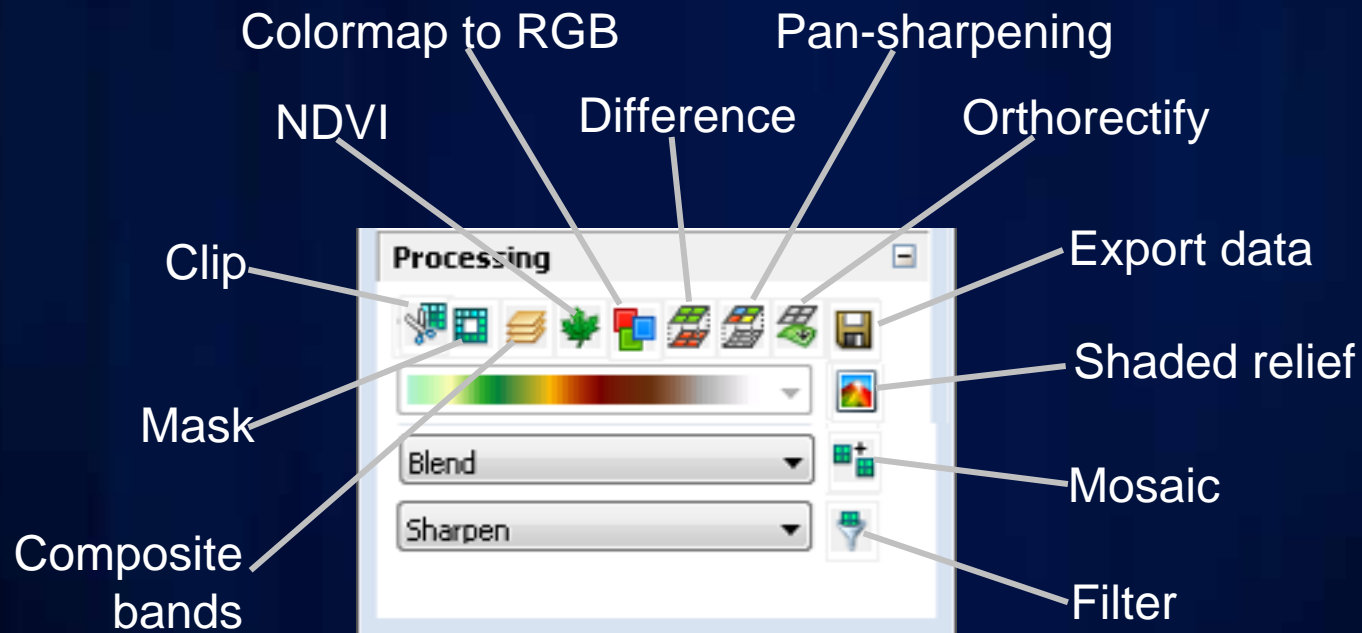 Colormap to RGB
Pan-sharpening
NDVI
Difference
Orthorectify
Clip
Processing
Export data
Shaded relief
Mask
Blend
Mosaic
Sharpen
Composite
bands
Filter